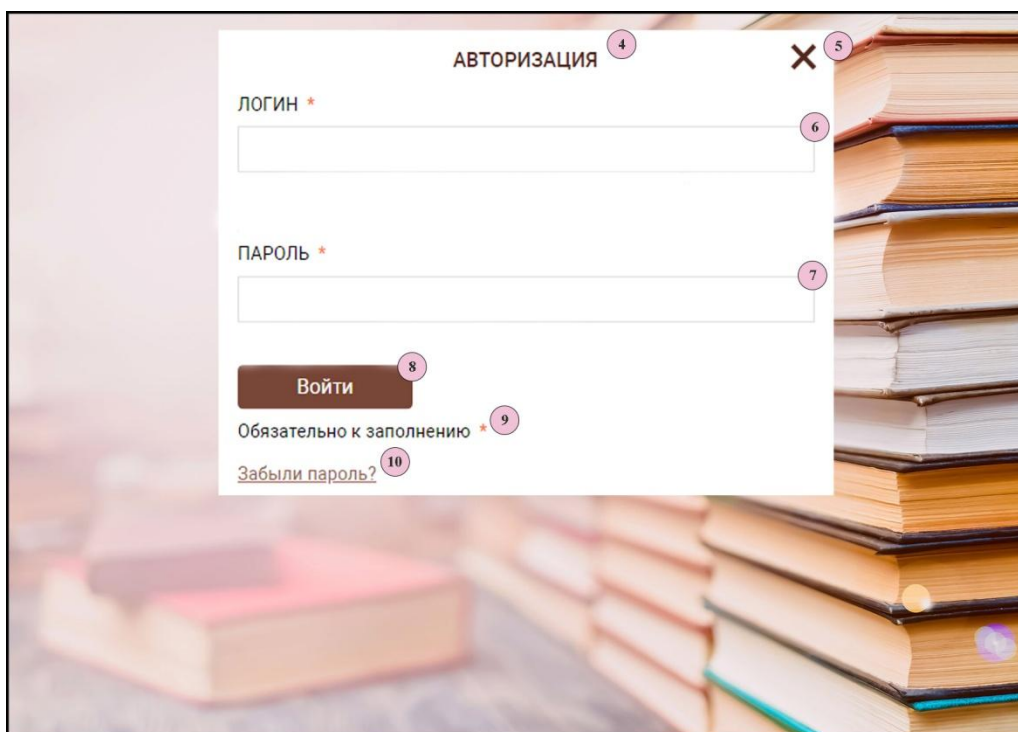 АВТОРИЗАЦИЯ 4
✕ 5
ЛОГИН *
6
ПАРОЛЬ *
7
Войти 8
Обязательно к заполнению * 9
Забыли пароль? 10